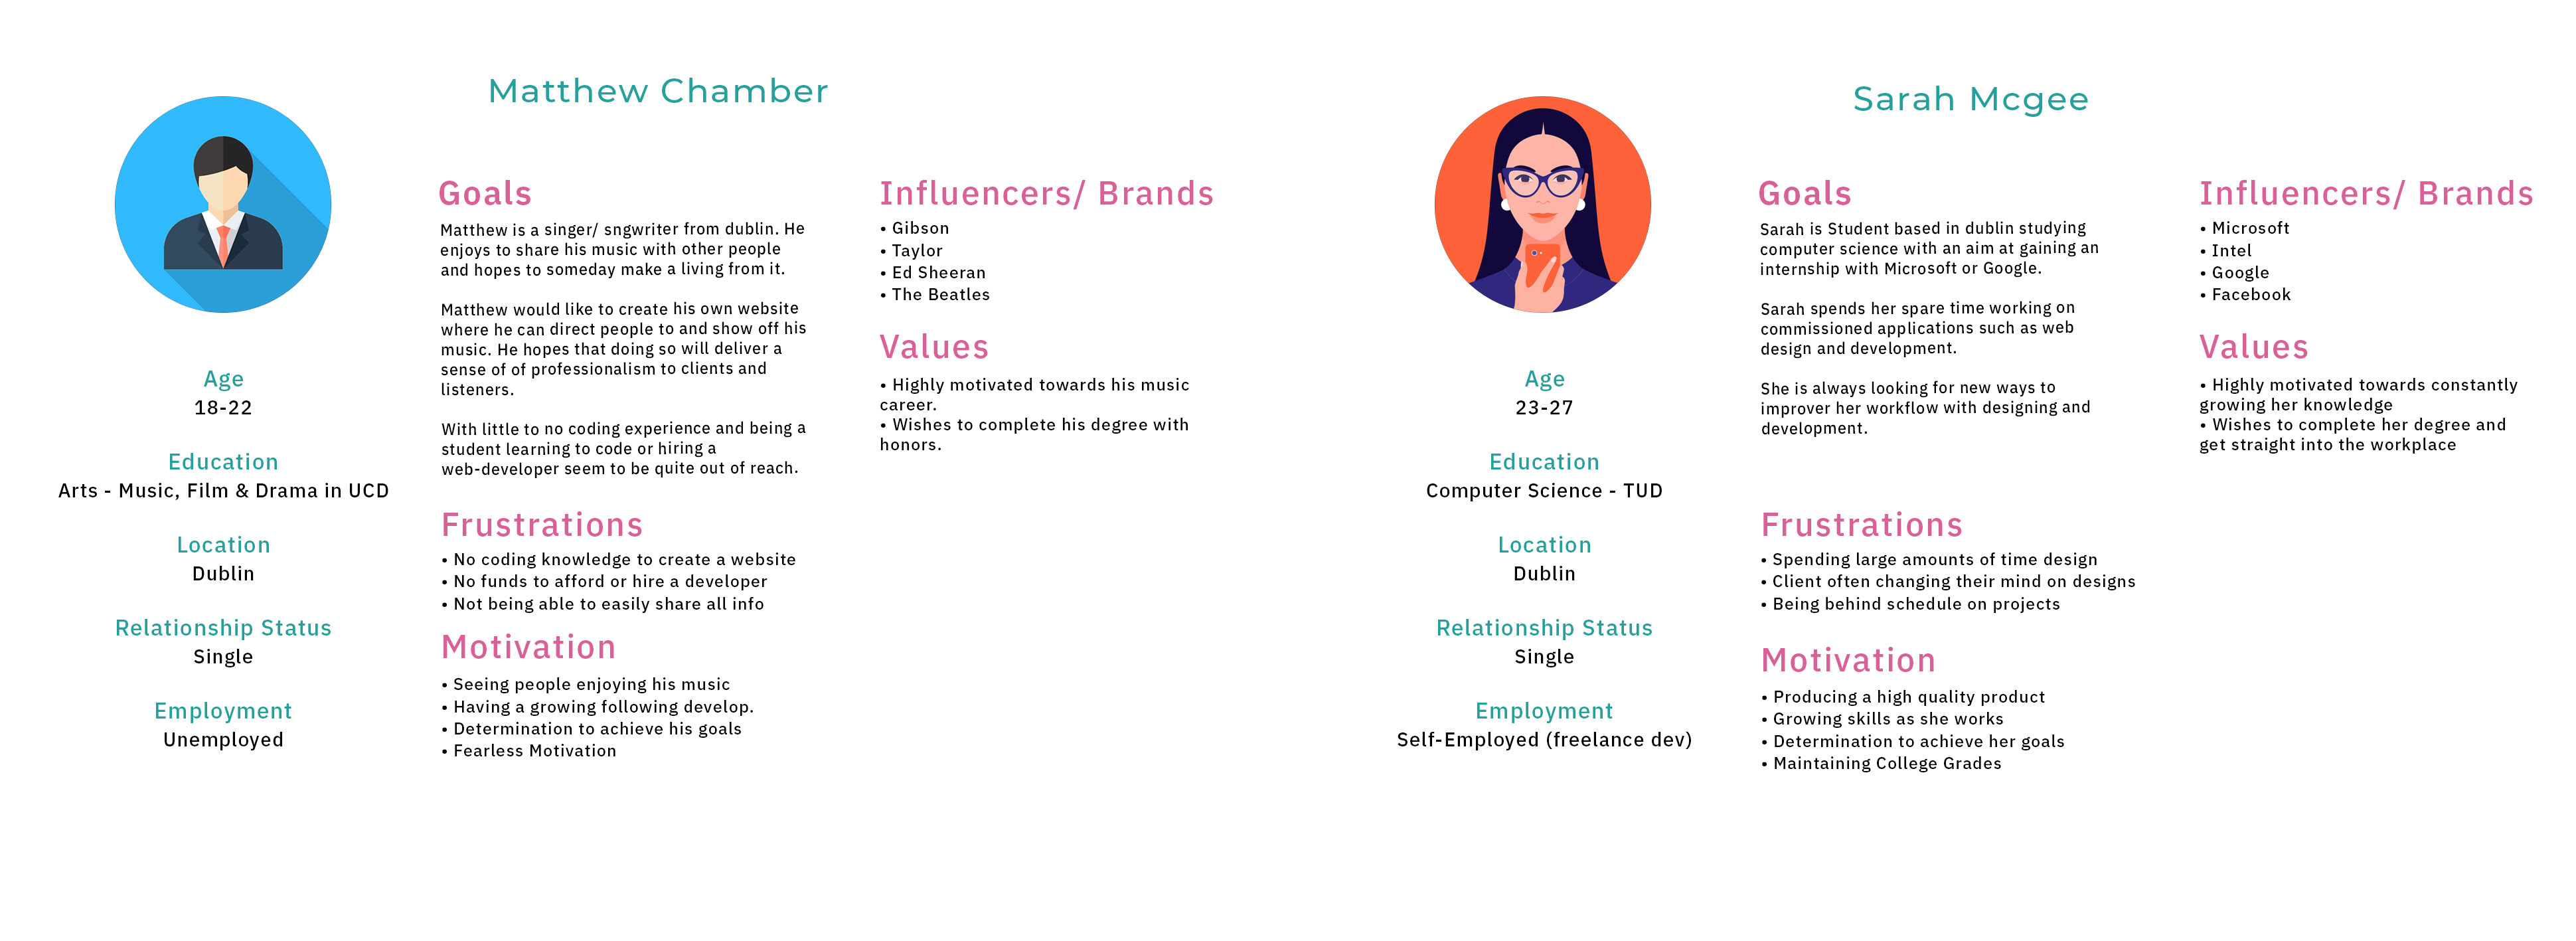 Matthew Chamber
Age
18-22
Education
Arts - Music, Film & Drama in UCD
Location
Dublin
Relationship Status
Single
Employment
Unemployed
Goals
Matthew is a singer/ sngwriter from dublin. He
enjoys to share his music with other people
and hopes to someday make a living from it.
Matthew would like to create his own website
where he can direct people to and show off his
music. He hopes that doing so will deliver a
sense of of professionalism to clients and
listeners.
With little to no coding experience and being a
student learning to code or hiring a
web-developer seem to be quite out of reach.
Frustrations
• No coding knowledge to create a website
• No funds to afford or hire a developer
• Not being able to easily share all info
Motivation
• Seeing people enjoying his music
• Having a growing following develop.
• Determination to achieve his goals
• Fearless Motivation
Influencers/ Brands
• Gibson
• Taylor
• Ed Sheeran
• The Beatles
Values
• Highly motivated towards his music
career.
• Wishes to complete his degree with
honors.
Sarah Mcgee
Age
23-27
Education
Computer Science - TUD
Location
Dublin
Relationship Status
Single
Employment
Self-Employed (freelance dev)
Goals
Sarah is Student based in dublin studying
computer science with an aim at gaining an
internship with Microsoft or Google.
Sarah spends her spare time working on
commissioned applications such as web
design and development.
She is always looking for new ways to
improver her workflow with designing and
development.
Frustrations
• Spending large amounts of time design
• Client often changing their mind on designs
• Being behind schedule on projects
Motivation
• Producing a high quality product
• Growing skills as she works
• Determination to achieve her goals
• Maintaining College Grades
Influencers/ Brands
• Microsoft
• Intel
• Google
• Facebook
Values
• Highly motivated towards constantly
growing her knowledge
• Wishes to complete her degree and
get straight into the workplace